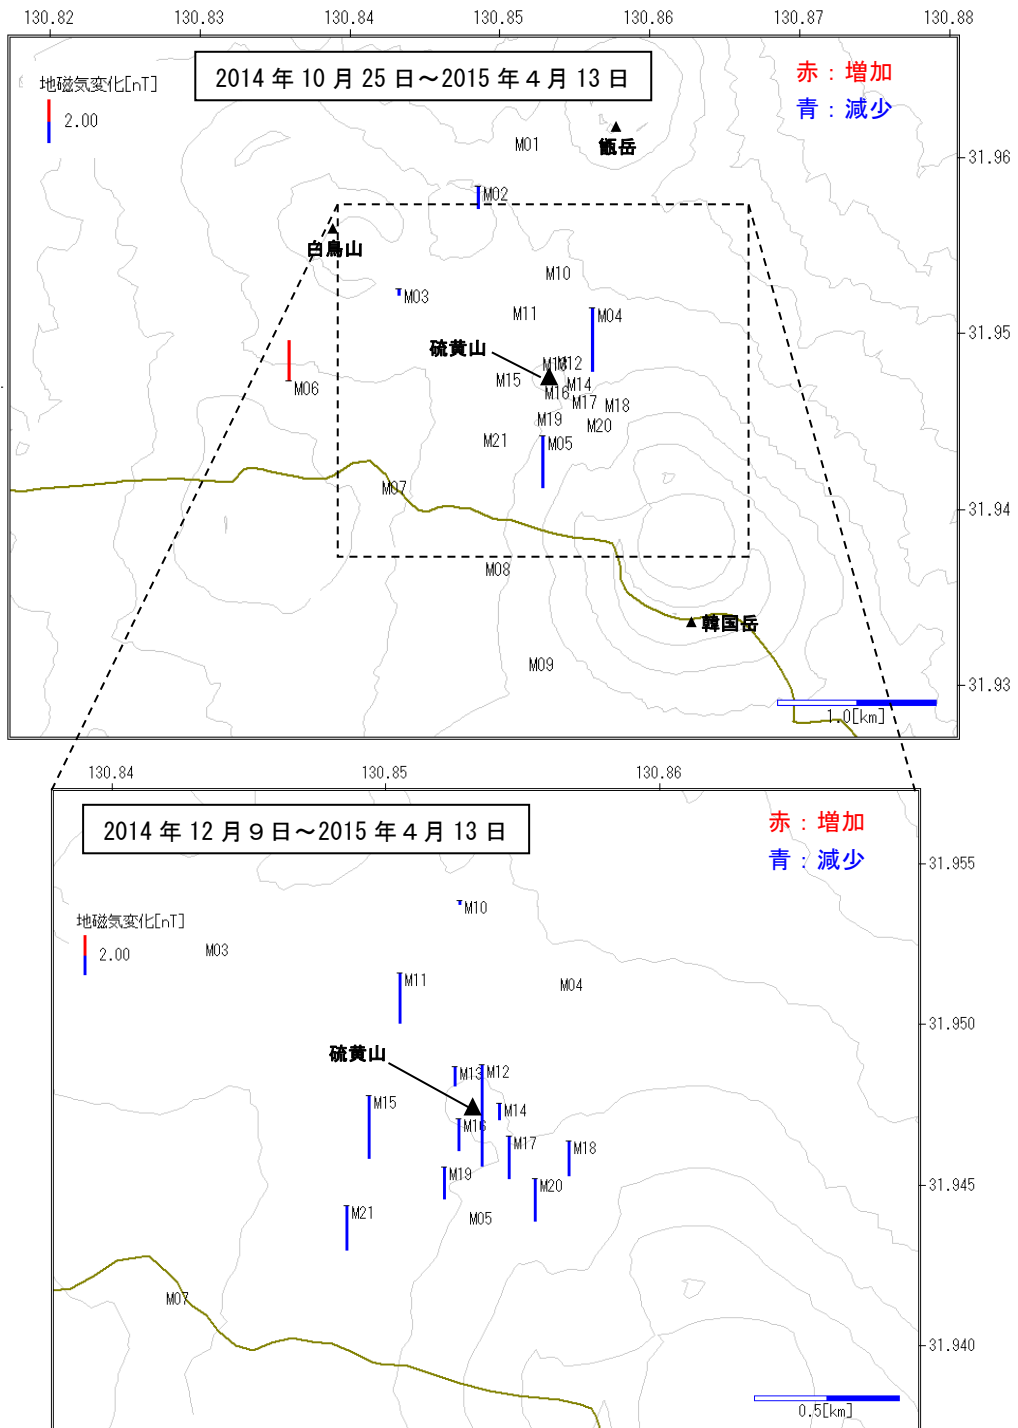 130.82 130.83 130.84 130.85 130.86 130.87 130.88
地磁気変化[nT]
2.00
2014 年 10 月 25 日～2015 年 4 月 13 日
赤：増加
青：減少
甑岳
M01
31.96
M02
白鳥山
M10
M03
M11
M04
31.95
硫黄山
M13
M12
M15
M14
M06
M16
M17
M18
M19
M20
M21
M05
M07
31.94
M08
韓国岳
M09
31.93
1.0[km]
130.84 130.85 130.86
2014 年 12 月 9 日～2015 年 4 月 13 日
赤：増加
青：減少
31.955
M10
地磁気変化[nT]
2.00
M03
M11
M04
31.950
硫黄山
M13
M12
M15
M14
M16
M17
M18
M19
M20
31.945
M21
M05
M07
31.940
0.5[km]